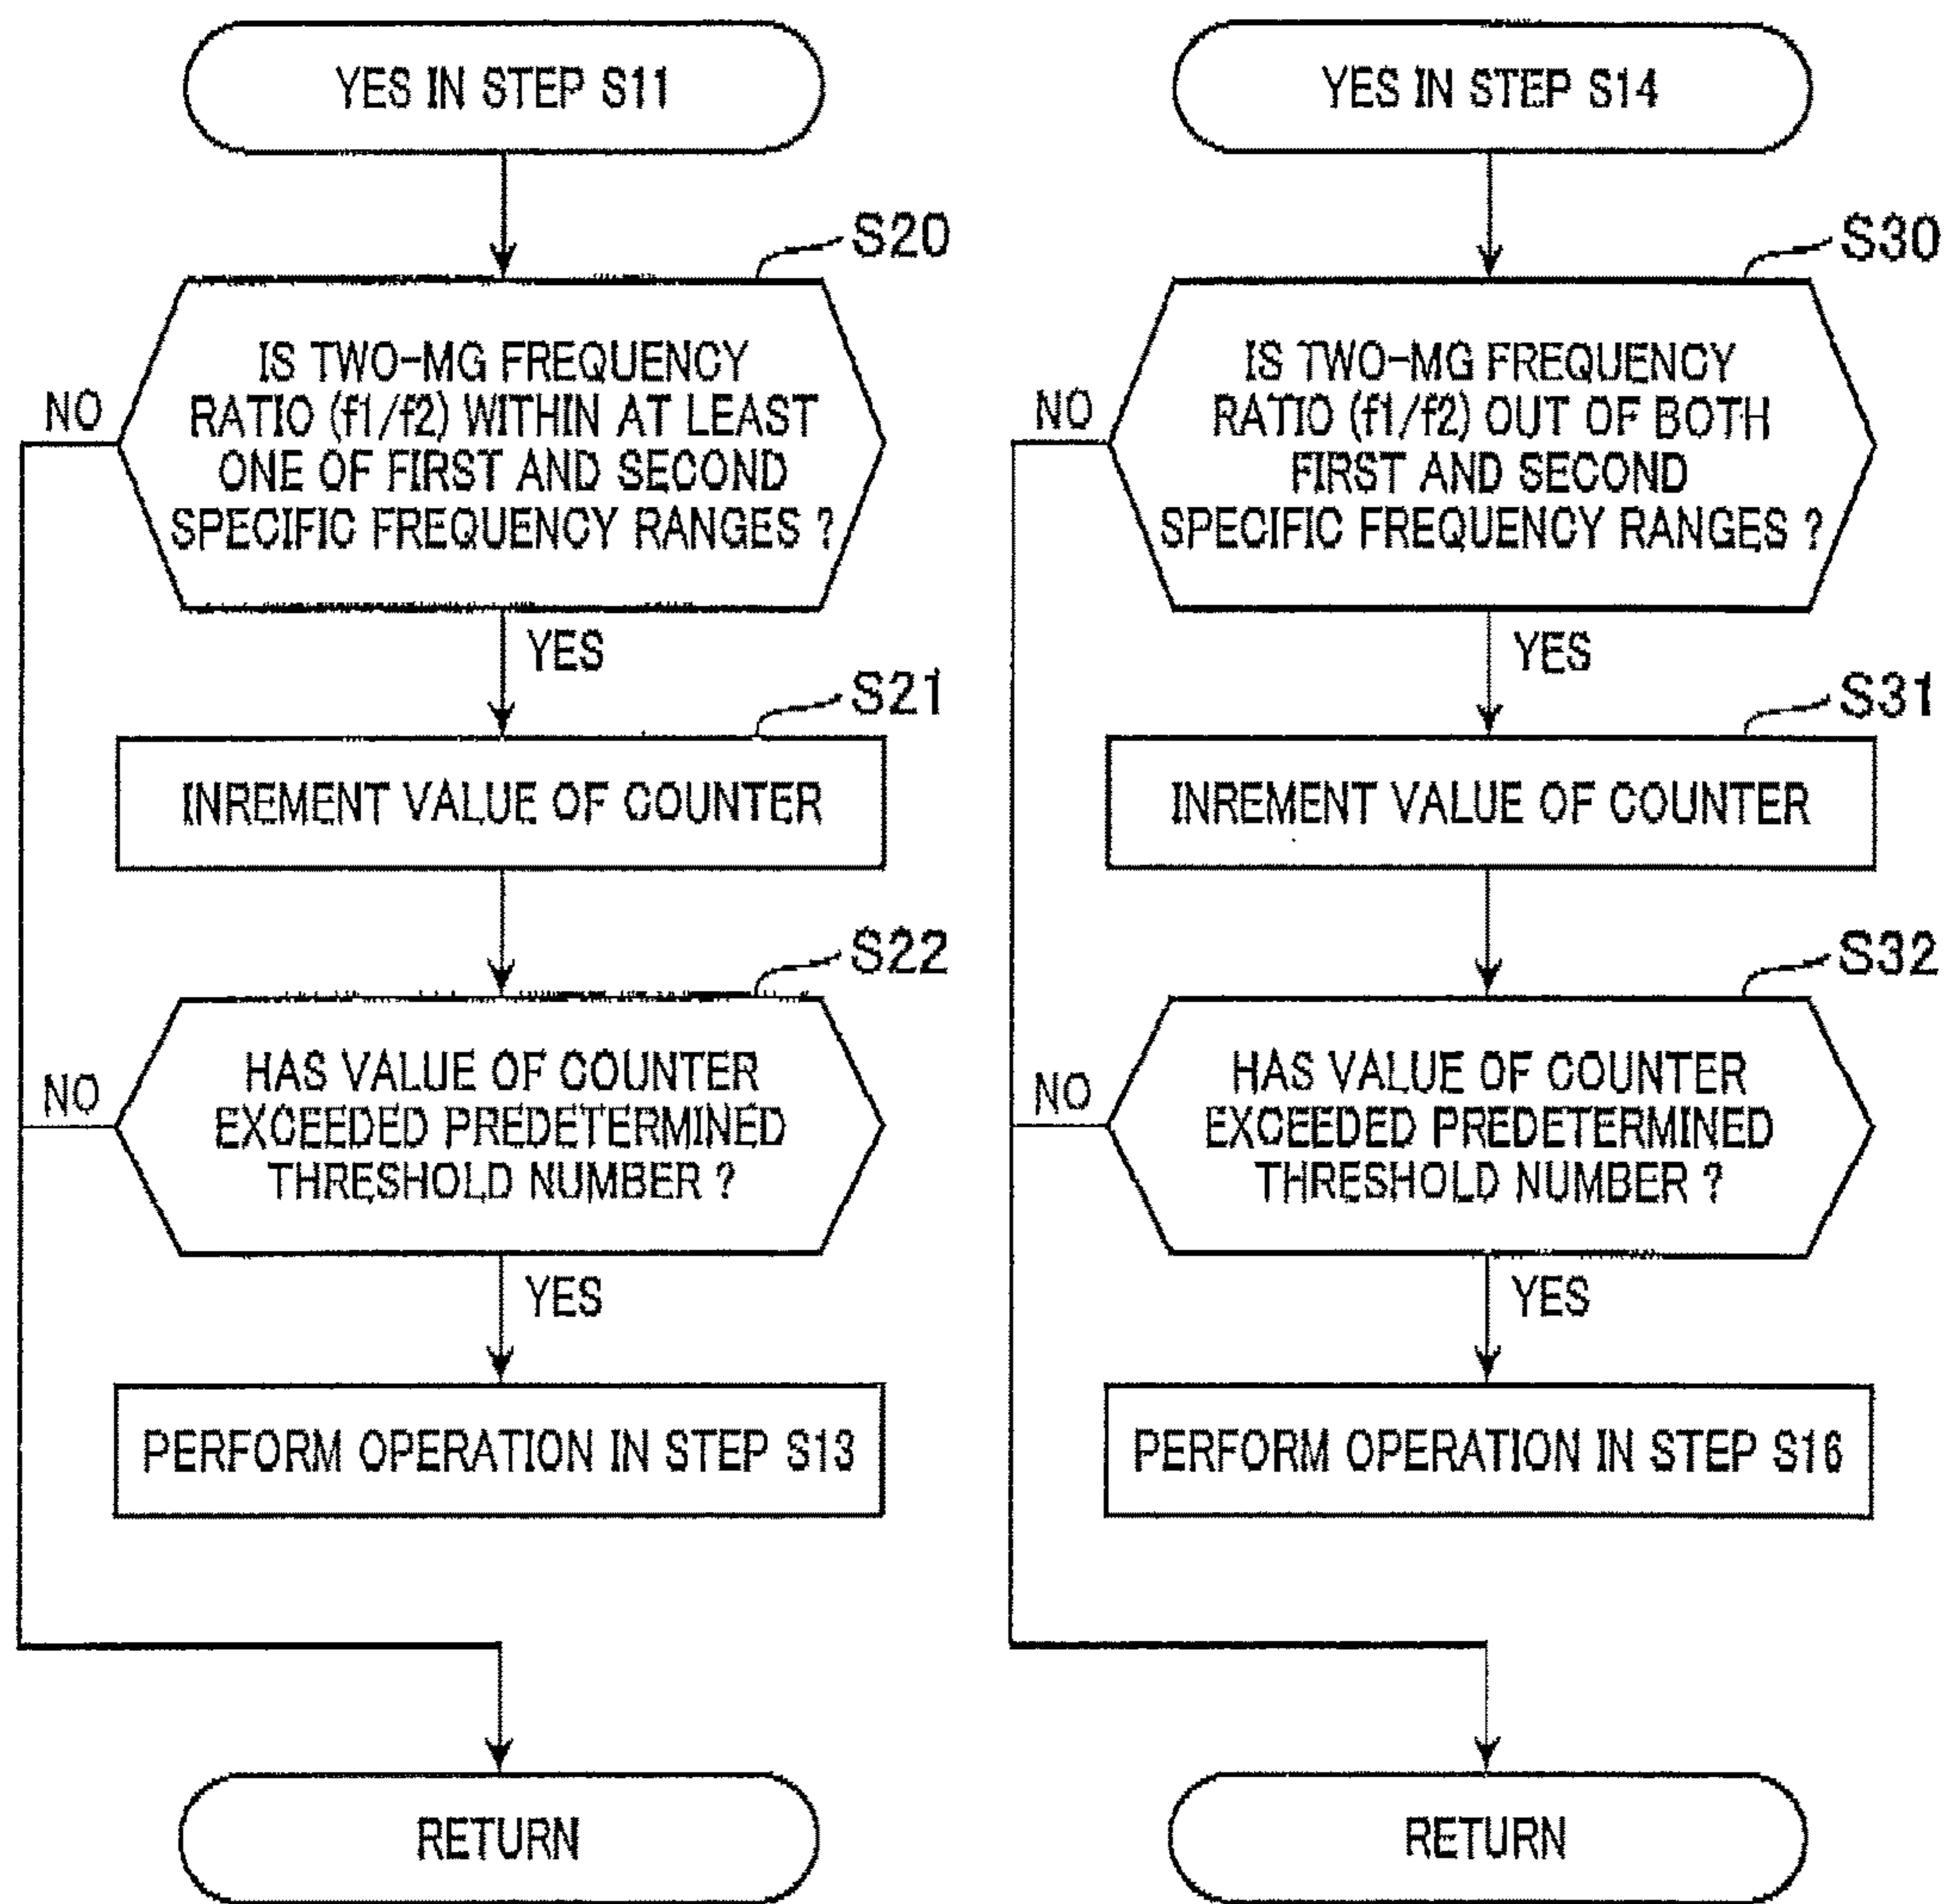 YES IN STEP S11
S20
IS TWO-MG FREQUENCY
RATIO (f1/f2) WITHIN AT LEAST
ONE OF FIRST AND SECOND
SPECIFIC FREQUENCY RANGES ?
NO
YES
S21
INREMENT VALUE OF COUNTER
S22
HAS VALUE OF COUNTER
EXCEEDED PREDETERMINED
THRESHOLD NUMBER ?
NO
YES
PERFORM OPERATION IN STEP S13
RETURN
YES IN STEP S14
S30
IS TWO-MG FREQUENCY
RATIO (f1/f2) OUT OF BOTH
FIRST AND SECOND
SPECIFIC FREQUENCY RANGES ?
NO
YES
S31
INREMENT VALUE OF COUNTER
S32
HAS VALUE OF COUNTER
EXCEEDED PREDETERMINED
THRESHOLD NUMBER ?
NO
YES
PERFORM OPERATION IN STEP S16
RETURN